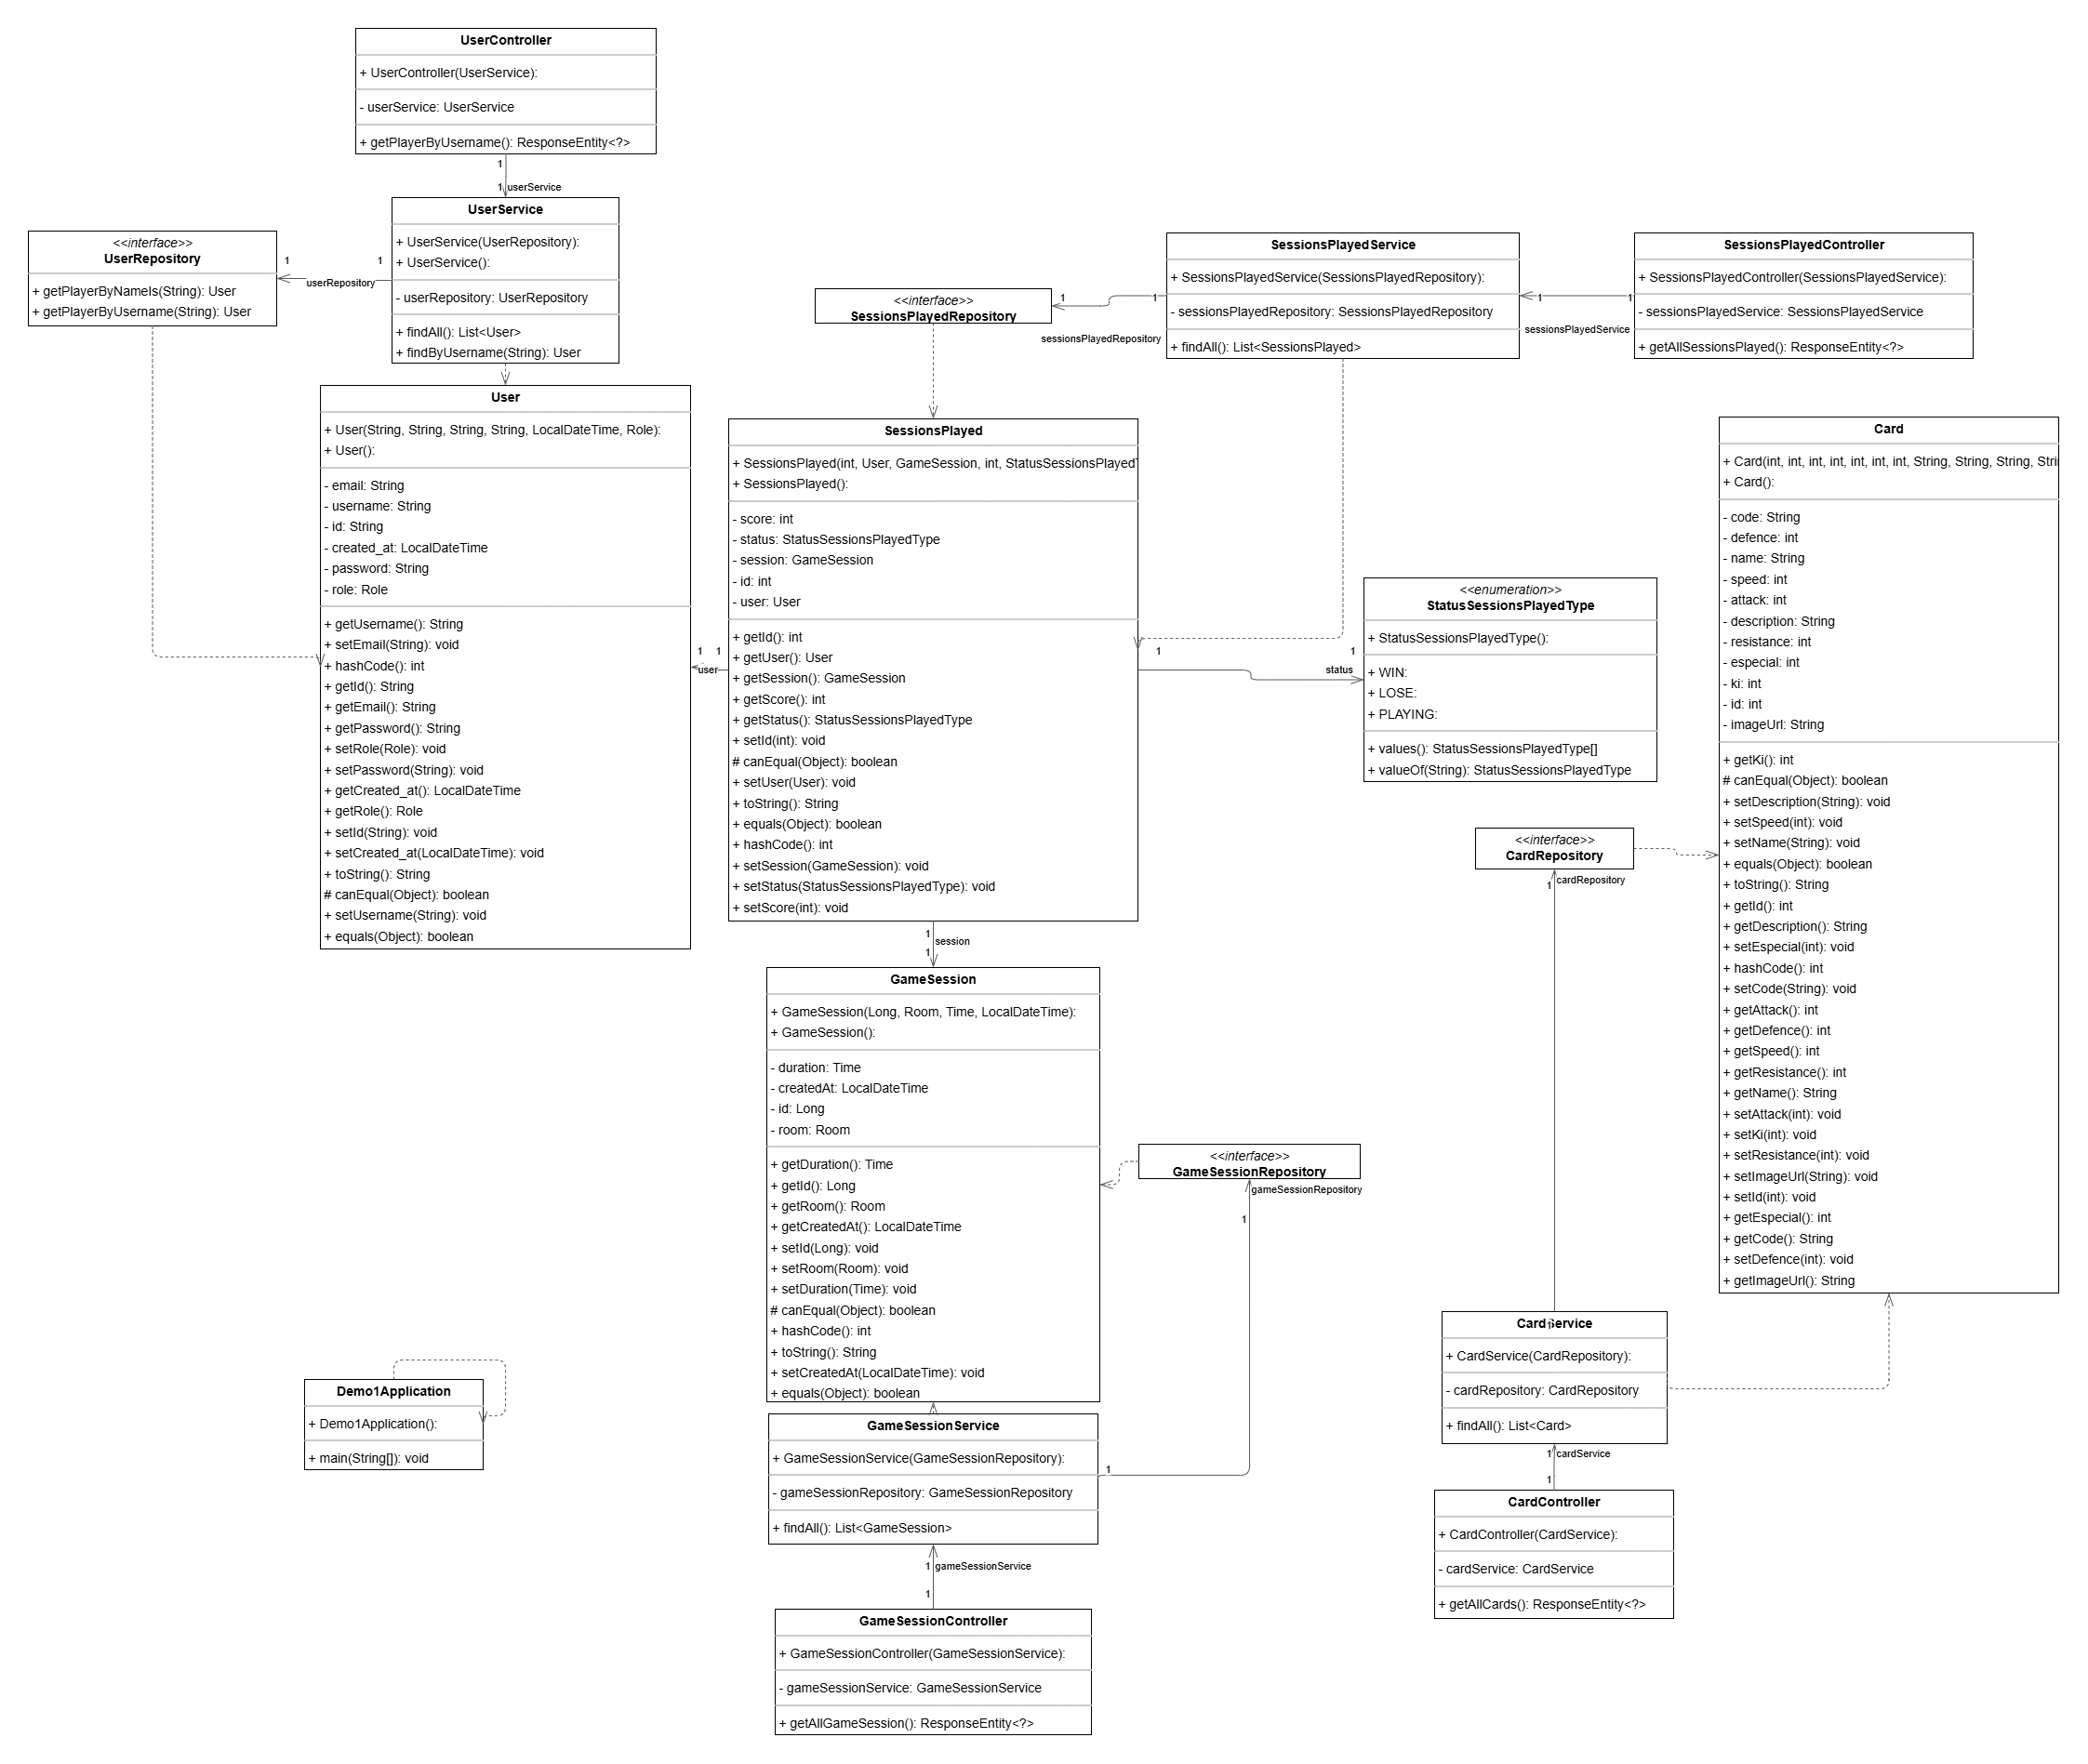 UserController
+ UserController(UserService):
- userService: UserService
+ getPlayerByUsername(): ResponseEntity<?>
1
1
userService
UserService
+ UserService(UserRepository):
+ UserService():
- userRepository: UserRepository
+ findAll(): List<User>
+ findByUsername(String): User
<<interface>>
UserRepository
+ getPlayerByNameIs(String): User
+ getPlayerByUsername(String): User
1
1
userRepository
User
+ User(String, String, String, String, LocalDateTime, Role):
+ User():
- email: String
- username: String
- id: String
- created_at: LocalDateTime
- password: String
- role: Role
+ getUsername(): String
+ setEmail(String): void
+ hashCode(): int
+ getId(): String
+ getEmail(): String
+ getPassword(): String
+ setRole(Role): void
+ setPassword(String): void
+ getCreated_at(): LocalDateTime
+ getRole(): Role
+ setId(String): void
+ setCreated_at(LocalDateTime): void
+ toString(): String
# canEqual(Object): boolean
+ setUsername(String): void
+ equals(Object): boolean
1
1
user
<<interface>>
SessionsPlayedRepository
1
1
sessionsPlayedRepository
SessionsPlayedService
+ SessionsPlayedService(SessionsPlayedRepository):
- sessionsPlayedRepository: SessionsPlayedRepository
+ findAll(): List<SessionsPlayed>
1
1
sessionsPlayedService
SessionsPlayedController
+ SessionsPlayedController(SessionsPlayedService):
- sessionsPlayedService: SessionsPlayedService
+ getAllSessionsPlayed(): ResponseEntity<?>
SessionsPlayed
+ SessionsPlayed(int, User, GameSession, int, StatusSessionsPlayed
+ SessionsPlayed():
- score: int
- status: StatusSessionsPlayedType
- session: GameSession
- id: int
- user: User
+ getId(): int
+ getUser(): User
+ getSession(): GameSession
+ getScore(): int
+ getStatus(): StatusSessionsPlayedType
+ setId(int): void
# canEqual(Object): boolean
+ setUser(User): void
+ toString(): String
+ equals(Object): boolean
+ hashCode(): int
+ setSession(GameSession): void
+ setStatus(StatusSessionsPlayedType): void
+ setScore(int): void
1
1
status
<<enumeration>>
StatusSessionsPlayedType
+ StatusSessionsPlayedType():
+ WIN:
+ LOSE:
+ PLAYING:
+ values(): StatusSessionsPlayedType[]
+ valueOf(String): StatusSessionsPlayedType
Card
+ Card(int, int, int, int, int, int, int, String, String, String, Stri
+ Card():
- code: String
- defence: int
- name: String
- speed: int
- attack: int
- description: String
- resistance: int
- especial: int
- ki: int
- id: int
- imageUrl: String
+ getKi(): int
# canEqual(Object): boolean
+ setDescription(String): void
+ setSpeed(int): void
+ setName(String): void
+ equals(Object): boolean
+ toString(): String
+ getId(): int
+ getDescription(): String
+ setEspecial(int): void
+ hashCode(): int
+ setCode(String): void
+ getAttack(): int
+ getDefence(): int
+ getSpeed(): int
+ getResistance(): int
+ getName(): String
+ setAttack(int): void
+ setKi(int): void
+ setResistance(int): void
+ setImageUrl(String): void
+ setId(int): void
+ getEspecial(): int
+ getCode(): String
+ setDefence(int): void
+ getImageUrl(): String
<<interface>>
CardRepository
1
cardRepository
1
session
1
GameSession
+ GameSession(Long, Room, Time, LocalDateTime):
+ GameSession():
- duration: Time
- createdAt: LocalDateTime
- id: Long
- room: Room
+ getDuration(): Time
+ getId(): Long
+ getRoom(): Room
+ getCreatedAt(): LocalDateTime
+ setId(Long): void
+ setRoom(Room): void
+ setDuration(Time): void
# canEqual(Object): boolean
+ hashCode(): int
+ toString(): String
+ setCreatedAt(LocalDateTime): void
+ equals(Object): boolean
<<interface>>
GameSessionRepository
gameSessionRepository
1
Demo1Application
+ Demo1Application():
+ main(String[]): void
GameSessionService
+ GameSessionService(GameSessionRepository):
- gameSessionRepository: GameSessionRepository
+ findAll(): List<GameSession>
1
1
gameSessionService
1
GameSessionController
+ GameSessionController(GameSessionService):
- gameSessionService: GameSessionService
+ getAllGameSession(): ResponseEntity<?>
CardService
1
+ CardService(CardRepository):
- cardRepository: CardRepository
+ findAll(): List<Card>
1
cardService
1
CardController
+ CardController(CardService):
- cardService: CardService
+ getAllCards(): ResponseEntity<?>